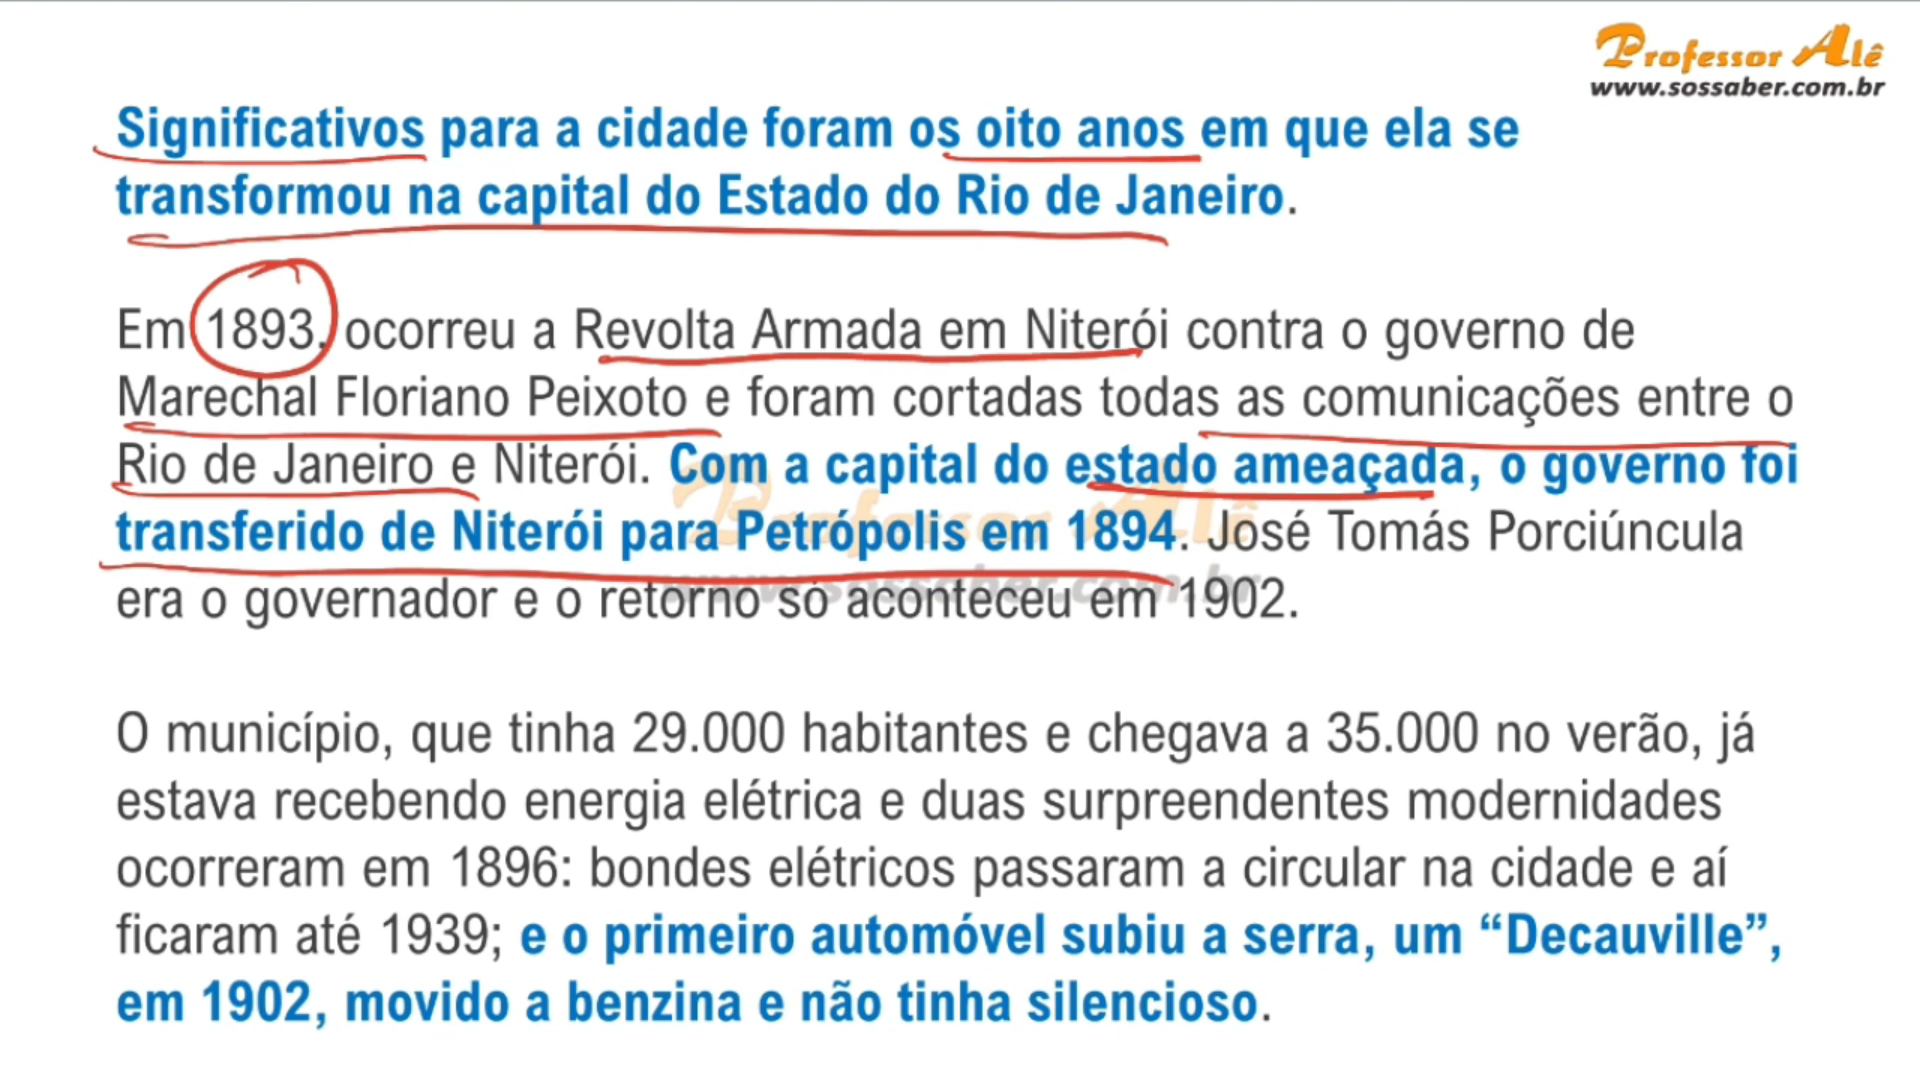 Professor Alê
www.sossaber.com.br
Significativos para a cidade foram os oito anos em que ela se
transformou na capital do Estado do Rio de Janeiro.
Em 1893, ocorreu a Revolta Armada em Niterói contra o governo de
Marechal Floriano Peixoto e foram cortadas todas as comunicações entre o
Rio de Janeiro e Niterói. Com a capital do estado ameaçada, o governo foi
transferido de Niterói para Petrópolis em 1894. José Tomás Porciúncula
era o governador e o retorno só aconteceu em 1902.
Professor Alê
www.sossaber.com.br
O município, que tinha 29.000 habitantes e chegava a 35.000 no verão, já
estava recebendo energia elétrica e duas surpreendentes modernidades
ocorreram em 1896: bondes elétricos passaram a circular na cidade e aí
ficaram até 1939; e o primeiro automóvel subiu a serra, um “Decauville”,
em 1902, movido a benzina e não tinha silencioso.